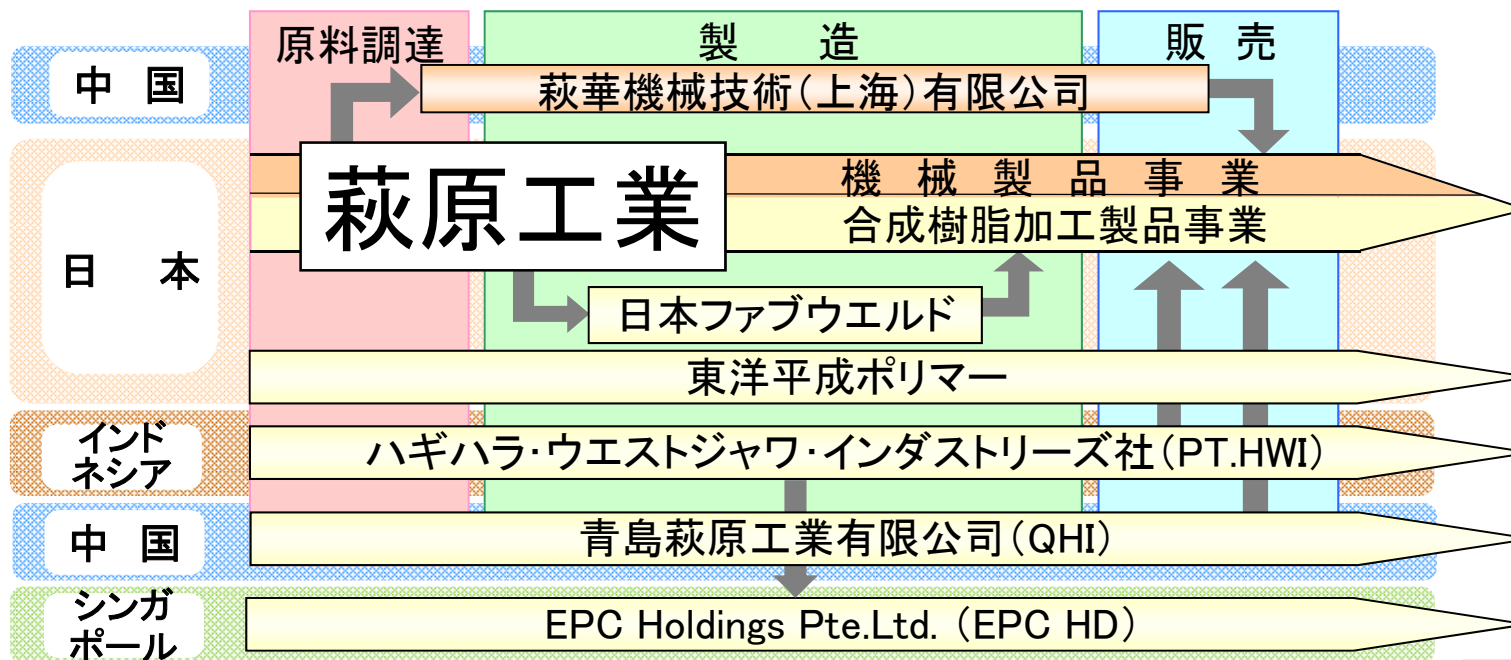 原料調達
製造
販売
中国
萩華機械技術(上海)有限公司
日本
萩原工業
機械製品事業
合成樹脂加工製品事業
日本ファブウエルド
東洋平成ポリマー
インド
ネシア
ハギハラ・ウエストジャワ・インダストリーズ社(PT.HWI)
中国
青島萩原工業有限公司(QHI)
シンガ
ポール
EPC Holdings Pte.Ltd. (EPC HD)